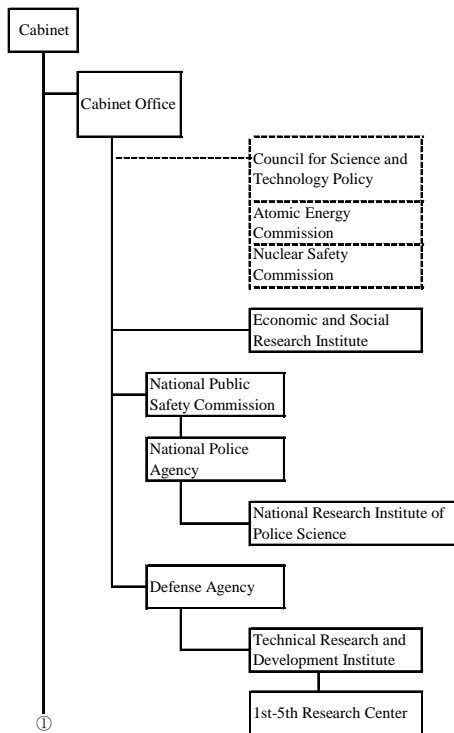 Cabinet
Cabinet Office
Council for Science and
Technology Policy
Atomic Energy
Commission
Nuclear Safety
Commission
Economic and Social
Research Institute
National Public
Safety Commission
National Police
Agency
National Research Institute of
Police Science
Defense Agency
Technical Research and
Development Institute
1st-5th Research Center
①